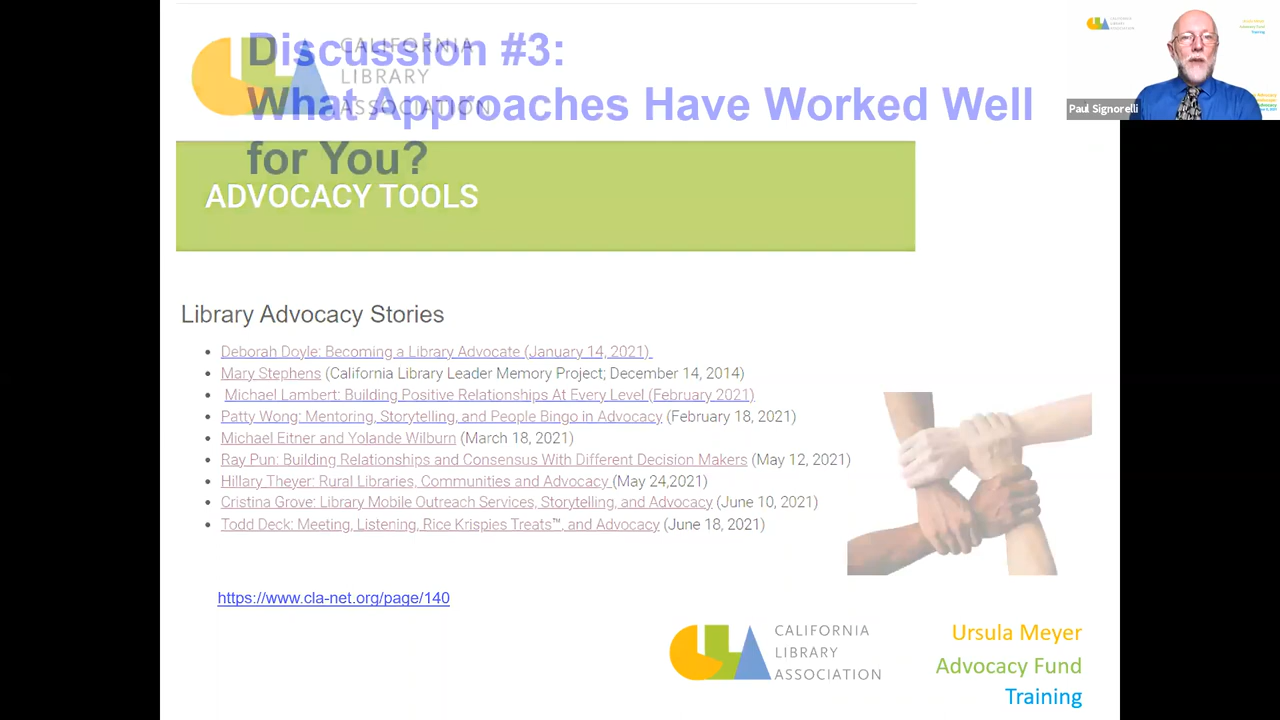 Discussion #3:
What Approaches Have Worked Well
for You?
CALIFORNIA
LIBRARY
ASSOCIATION
ADVOCACY TOOLS
Library Advocacy Stories
Deborah Doyle: Becoming a Library Advocate (January 14, 2021)
Mary Stephens (California Library Leader Memory Project; December 14, 2014)
Michael Lambert: Building Positive Relationships At Every Level (February 2021)
Patty Wong: Mentoring, Storytelling, and People Bingo in Advocacy (February 18, 2021)
Michael Eitner and Yolande Wilburn (March 18, 2021)
Ray Pun: Building Relationships and Consensus With Different Decision Makers (May 12, 2021)
Hillary Theyer: Rural Libraries, Communities and Advocacy (May 24,2021)
Cristina Grove: Library Mobile Outreach Services, Storytelling, and Advocacy (June 10, 2021)
Todd Deck: Meeting, Listening, Rice Krispies Treats™, and Advocacy (June 18, 2021)
https://www.cla-net.org/page/140
CALIFORNIA
LIBRARY
ASSOCIATION
Ursula Meyer
Advocacy Fund
Training
CALIFORNIA
LIBRARY
ASSOCIATION
Advocacy Fund
Training
Paul Signorelli